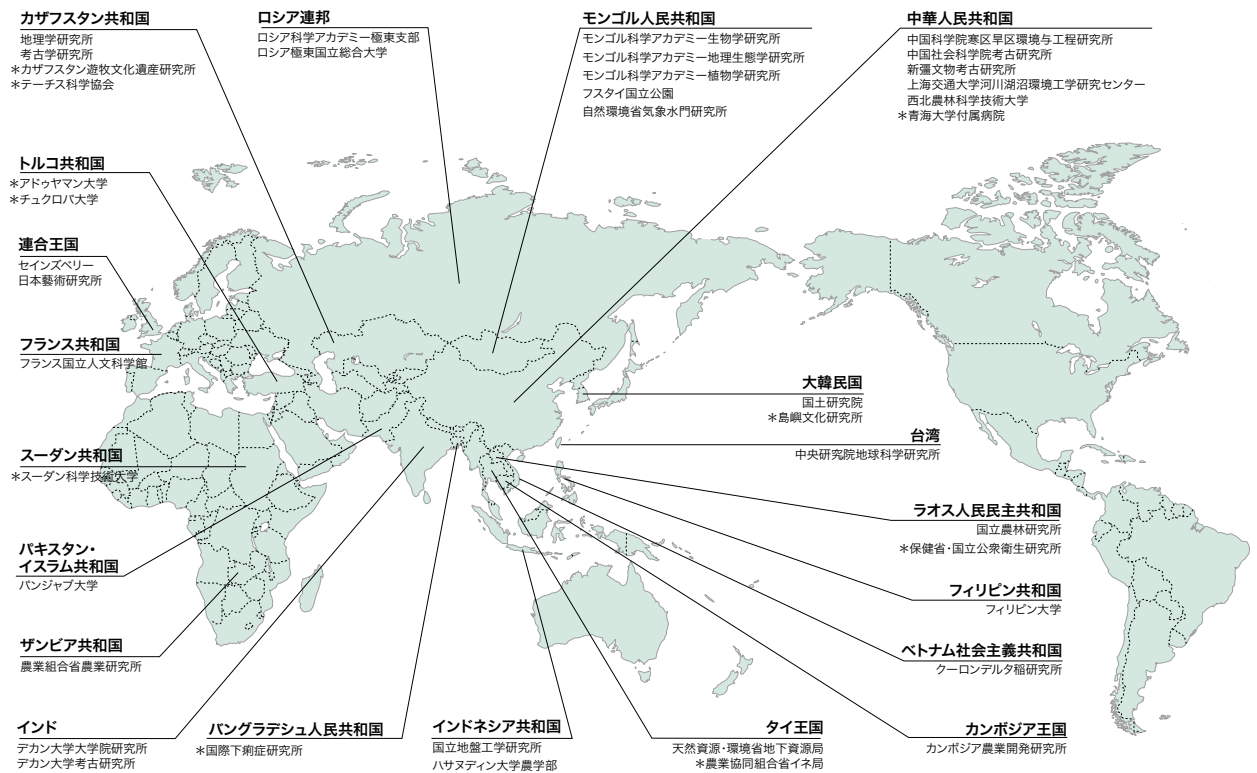 カザフスタン共和国
地理学研究所
考古学研究所
＊カザフスタン遊牧文化遺産研究所
＊テーチス科学協会
ロシア連邦
ロシア科学アカデミー極東支部
ロシア極東国立総合大学
モンゴル人民共和国
モンゴル科学アカデミー生物学研究所
モンゴル科学アカデミー地理生態学研究所
モンゴル科学アカデミー植物学研究所
フスタイ国立公園
自然環境省気象水門研究所
中華人民共和国
中国科学院寒区旱区環境与工程研究所
中国社会科学院考古研究所
新疆文物考古研究所
上海交通大学河川湖沼環境工学研究センター
西北農林科学技術大学
＊青海大学付属病院
トルコ共和国
＊アドゥヤマン大学
＊チュクロバ大学
連合王国
セインズベリー
日本藝術研究所
フランス共和国
フランス国立人文科学館
大韓民国
国土研究院
＊島嶼文化研究所
台湾
中央研究院地球科学研究所
スーダン共和国
＊スーダン科学技術大学
ラオス人民民主共和国
国立農林研究所
＊保健省・国立公衆衛生研究所
パキスタン・
イスラム共和国
パンジャブ大学
フィリピン共和国
フィリピン大学
ザンビア共和国
農業組合省農業研究所
ベトナム社会主義共和国
クーロンデルタ稲研究所
インド
デカン大学大学院研究所
デカン大学考古研究所
バングラデシュ人民共和国
＊国際下痢症研究所
インドネシア共和国
国立地盤工学研究所
ハサヌディン大学農学部
タイ王国
天然資源・環境省地下資源局
＊農業協同組合省イネ局
カンボジア王国
カンボジア農業開発研究所